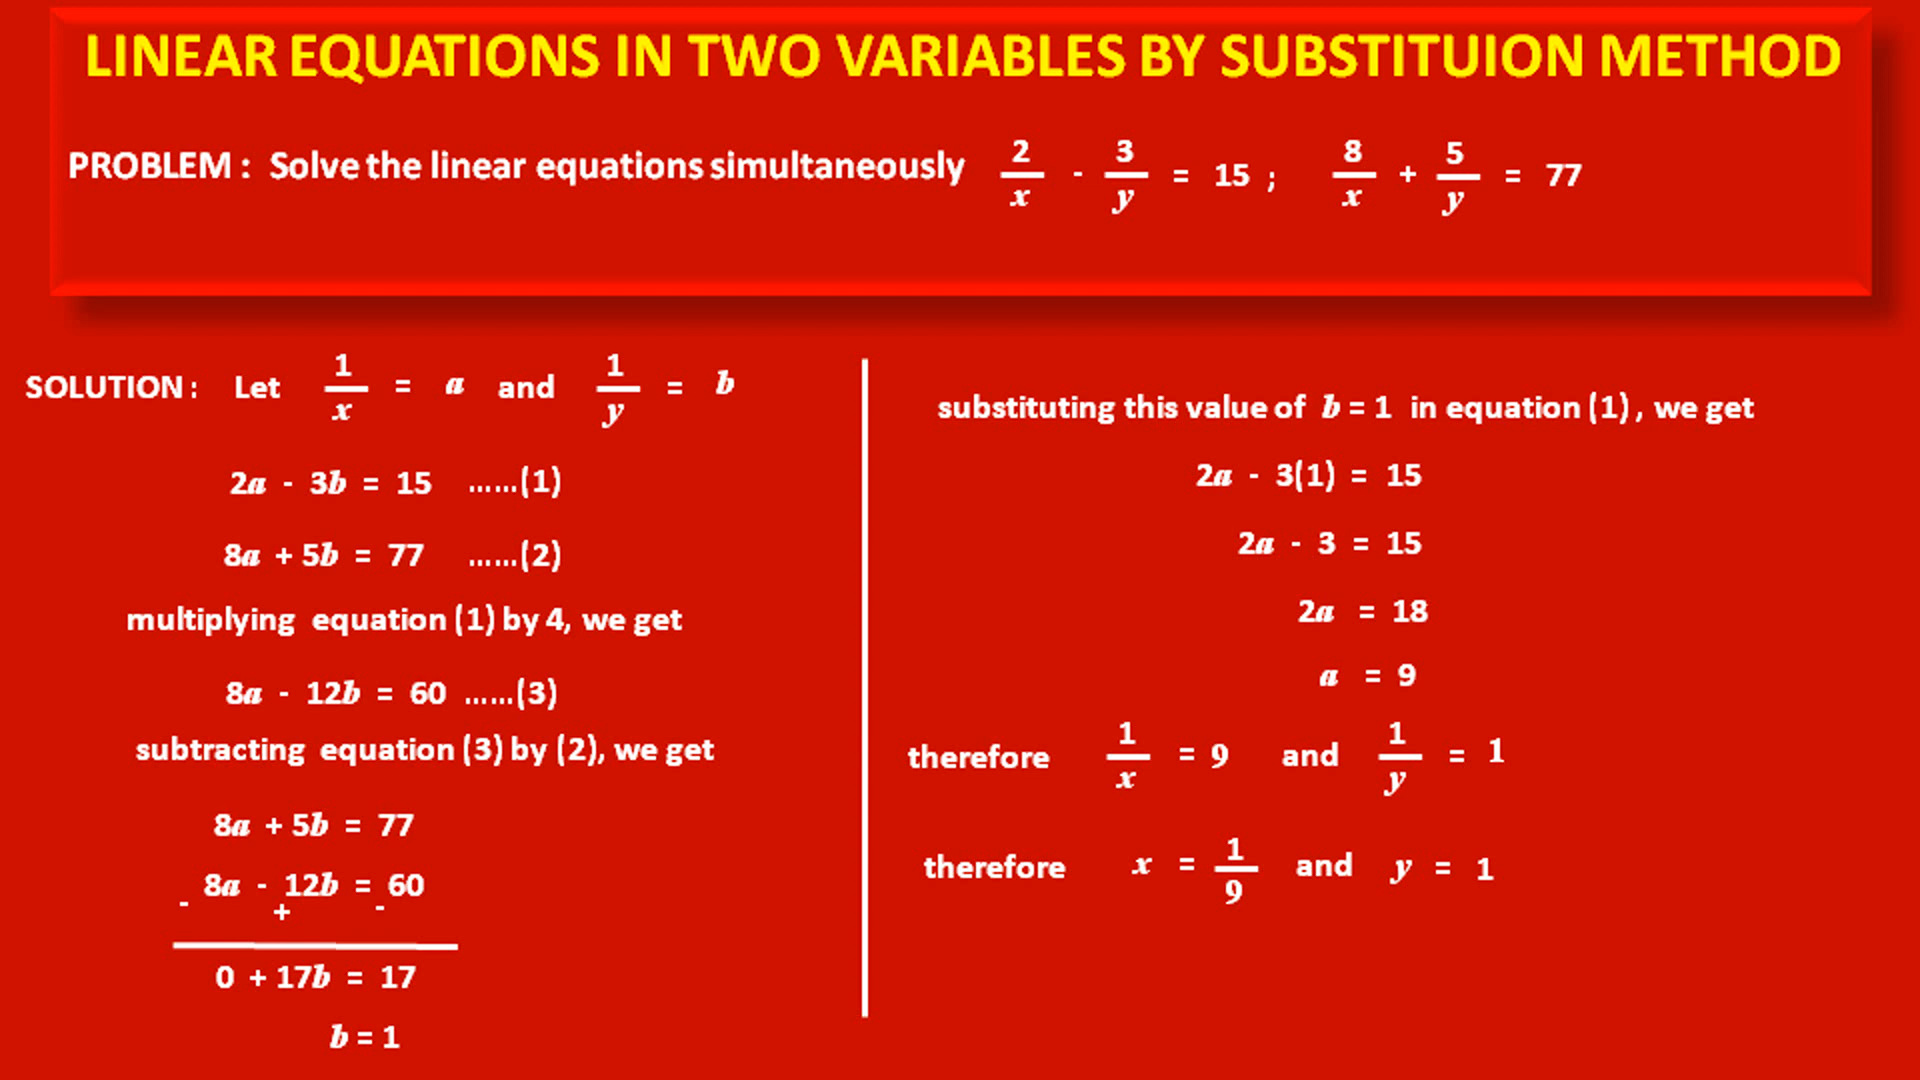 LINEAR EQUATIONS IN TWO VARIABLES BY SUBSTITUION METHOD
PROBLEM : Solve the linear equations simultaneously 2/x - 3/y = 15 ; 8/x + 5/y = 77
SOLUTION : Let 1/x = a and 1/y = b
2a - 3b = 15 ......(1)
8a + 5b = 77 ......(2)
multiplying equation (1) by 4, we get
8a - 12b = 60 ......(3)
subtracting equation (3) by (2), we get
8a + 5b = 77
8a - 12b = 60
- + -
0 + 17b = 17
b = 1
substituting this value of b = 1 in equation (1) , we get
2a - 3(1) = 15
2a - 3 = 15
2a = 18
a = 9
therefore 1/x = 9 and 1/y = 1
therefore x = 1/9 and y = 1